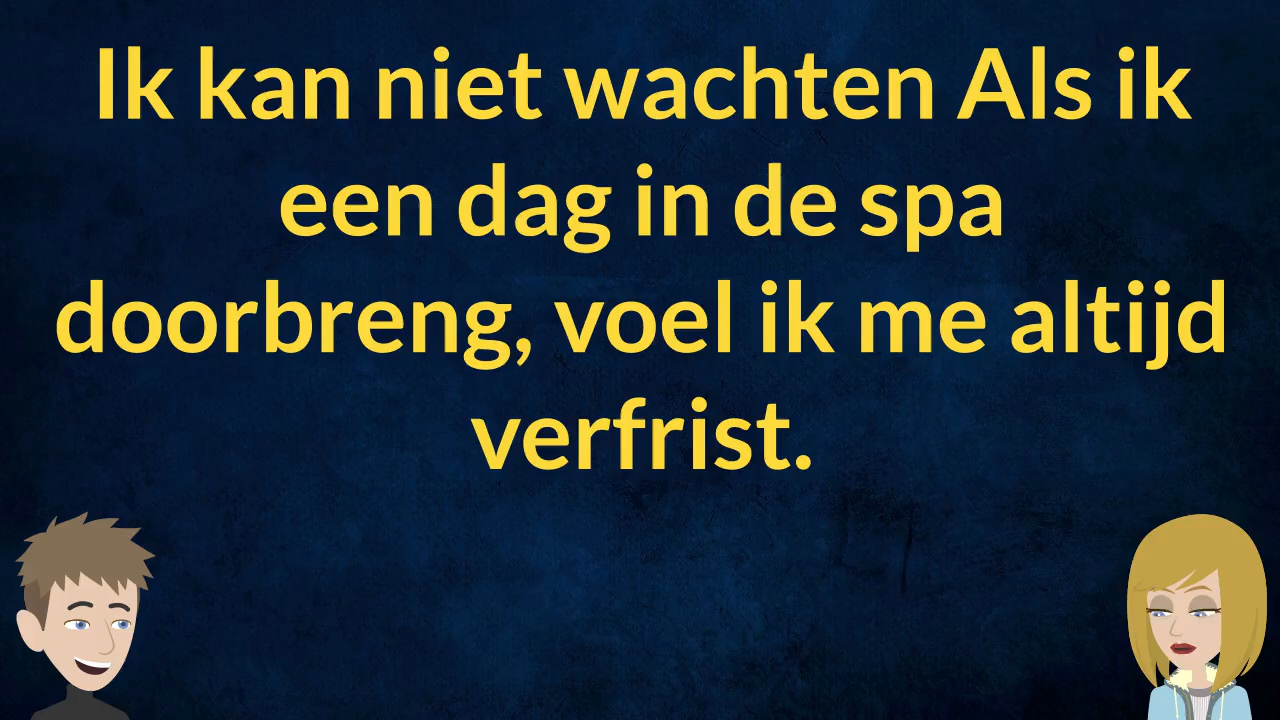 Ik kan niet wachten Als ik
een dag in de spa
doorbreng, voel ik me altijd
verfrist.